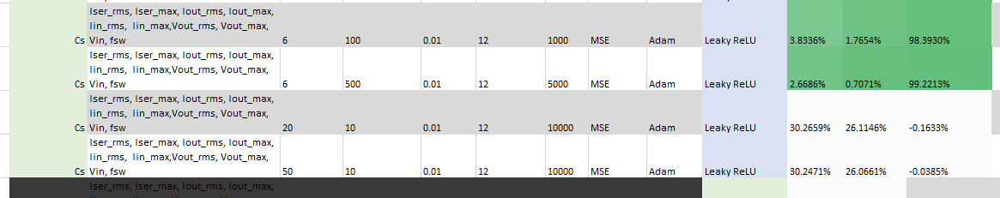 Iser_rms, Iser_max, Iout_rms, Iout_max,
Iin_rms,  Iin_max,Vout_rms, Vout_max,
Cs Vin, fsw 6 100 0.01 12 1000 MSE Adam Leaky ReLU 3.8336% 1.7654% 98.3930%
Iser_rms, Iser_max, Iout_rms, Iout_max,
Iin_rms,  Iin_max,Vout_rms, Vout_max,
Cs Vin, fsw 6 500 0.01 12 5000 MSE Adam Leaky ReLU 2.6686% 0.7071% 99.2213%
Iser_rms, Iser_max, Iout_rms, Iout_max,
Iin_rms,  Iin_max,Vout_rms, Vout_max,
Cs Vin, fsw 20 10 0.01 12 10000 MSE Adam Leaky ReLU 30.2659% 26.1146% -0.1633%
Iser_rms, Iser_max, Iout_rms, Iout_max,
Iin_rms,  Iin_max,Vout_rms, Vout_max,
Cs Vin, fsw 50 10 0.01 12 10000 MSE Adam Leaky ReLU 30.2471% 26.0661% -0.0385%
Iser_rms, Iser_max, Iout_rms, Iout_max,